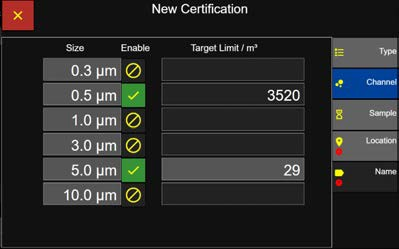 New Certification
Size Enable Target Limit / m³
0.3 µm
0.5 µm 3520
1.0 µm
3.0 µm
5.0 µm 29
10.0 µm
Type
Channel
Sample
Location
Name